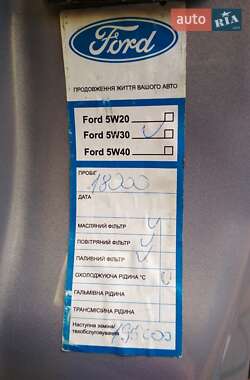 AUTO RIA .com
Ford
ПРОДОВЖЕННЯ ЖИТТЯ ВАШОГО АВТО
Ford 5W20
Ford 5W30
Ford 5W40
ПРОБІГ
ДАТА
МАСЛЯНИЙ ФІЛЬТР
ПОВІТРЯНИЙ ФІЛЬТР
ПАЛИВНИЙ ФІЛЬТР
ОХОЛОДЖУЮЧА РІДИНА °С
ГАЛЬМІВНА РІДИНА
ТРАНСМІСІЙНА РІДИНА
Наступна заміна/
техобслуговування